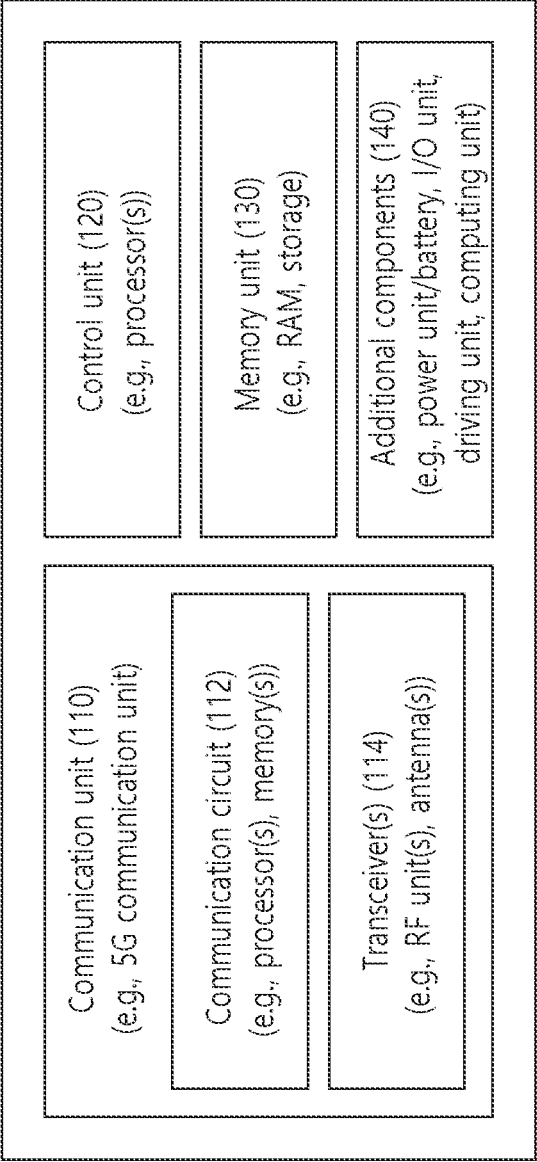 Communication unit (110)
(e.g., 5G communication unit)
Communication circuit (112)
(e.g., processor(s), memory(s))
Transceiver(s) (114)
(e.g., RF unit(s), antenna(s))
Control unit (120)
(e.g., processor(s))
Memory unit (130)
(e.g., RAM, storage)
Additional components (140)
(e.g., power unit/battery, I/O unit,
driving unit, computing unit)